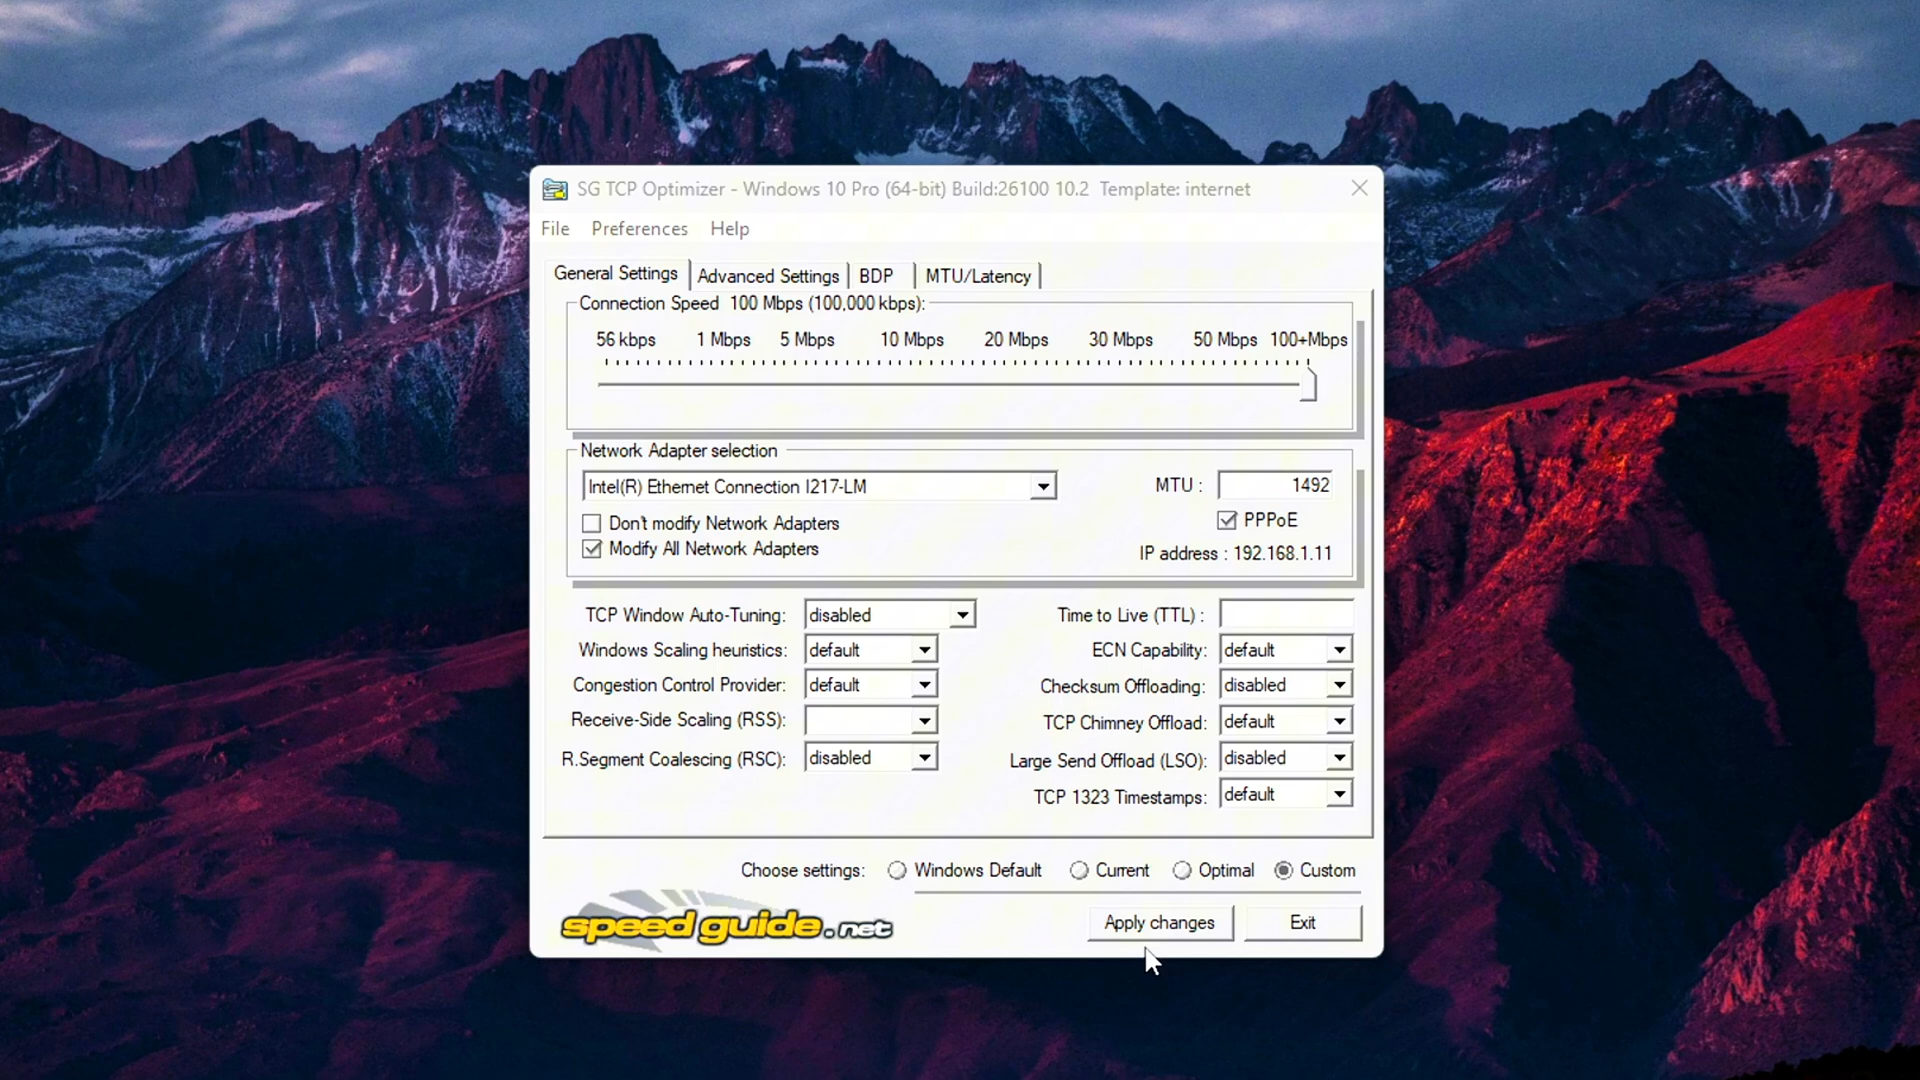 SG TCP Optimizer - Windows 10 Pro (64-bit) Build:26100 10.2  Template: internet
File Preferences Help
General Settings Advanced Settings BDP MTU/Latency
Connection Speed 100 Mbps (100,000 kbps):
56 kbps 1 Mbps 5 Mbps 10 Mbps 20 Mbps 30 Mbps 50 Mbps 100+Mbps
Network Adapter selection
Intel(R) Ethernet Connection I217-LM MTU : 1492
Don't modify Network Adapters PPPoE
Modify All Network Adapters IP address : 192.168.1.11
TCP Window Auto-Tuning: disabled Time to Live (TTL) :
Windows Scaling heuristics: default ECN Capability: default
Congestion Control Provider: default Checksum Offloading: disabled
Receive-Side Scaling (RSS): TCP Chimney Offload: default
R.Segment Coalescing (RSC): disabled Large Send Offload (LSO): disabled
TCP 1323 Timestamps: default
Choose settings: Windows Default Current Optimal Custom
speed guide.net Apply changes Exit